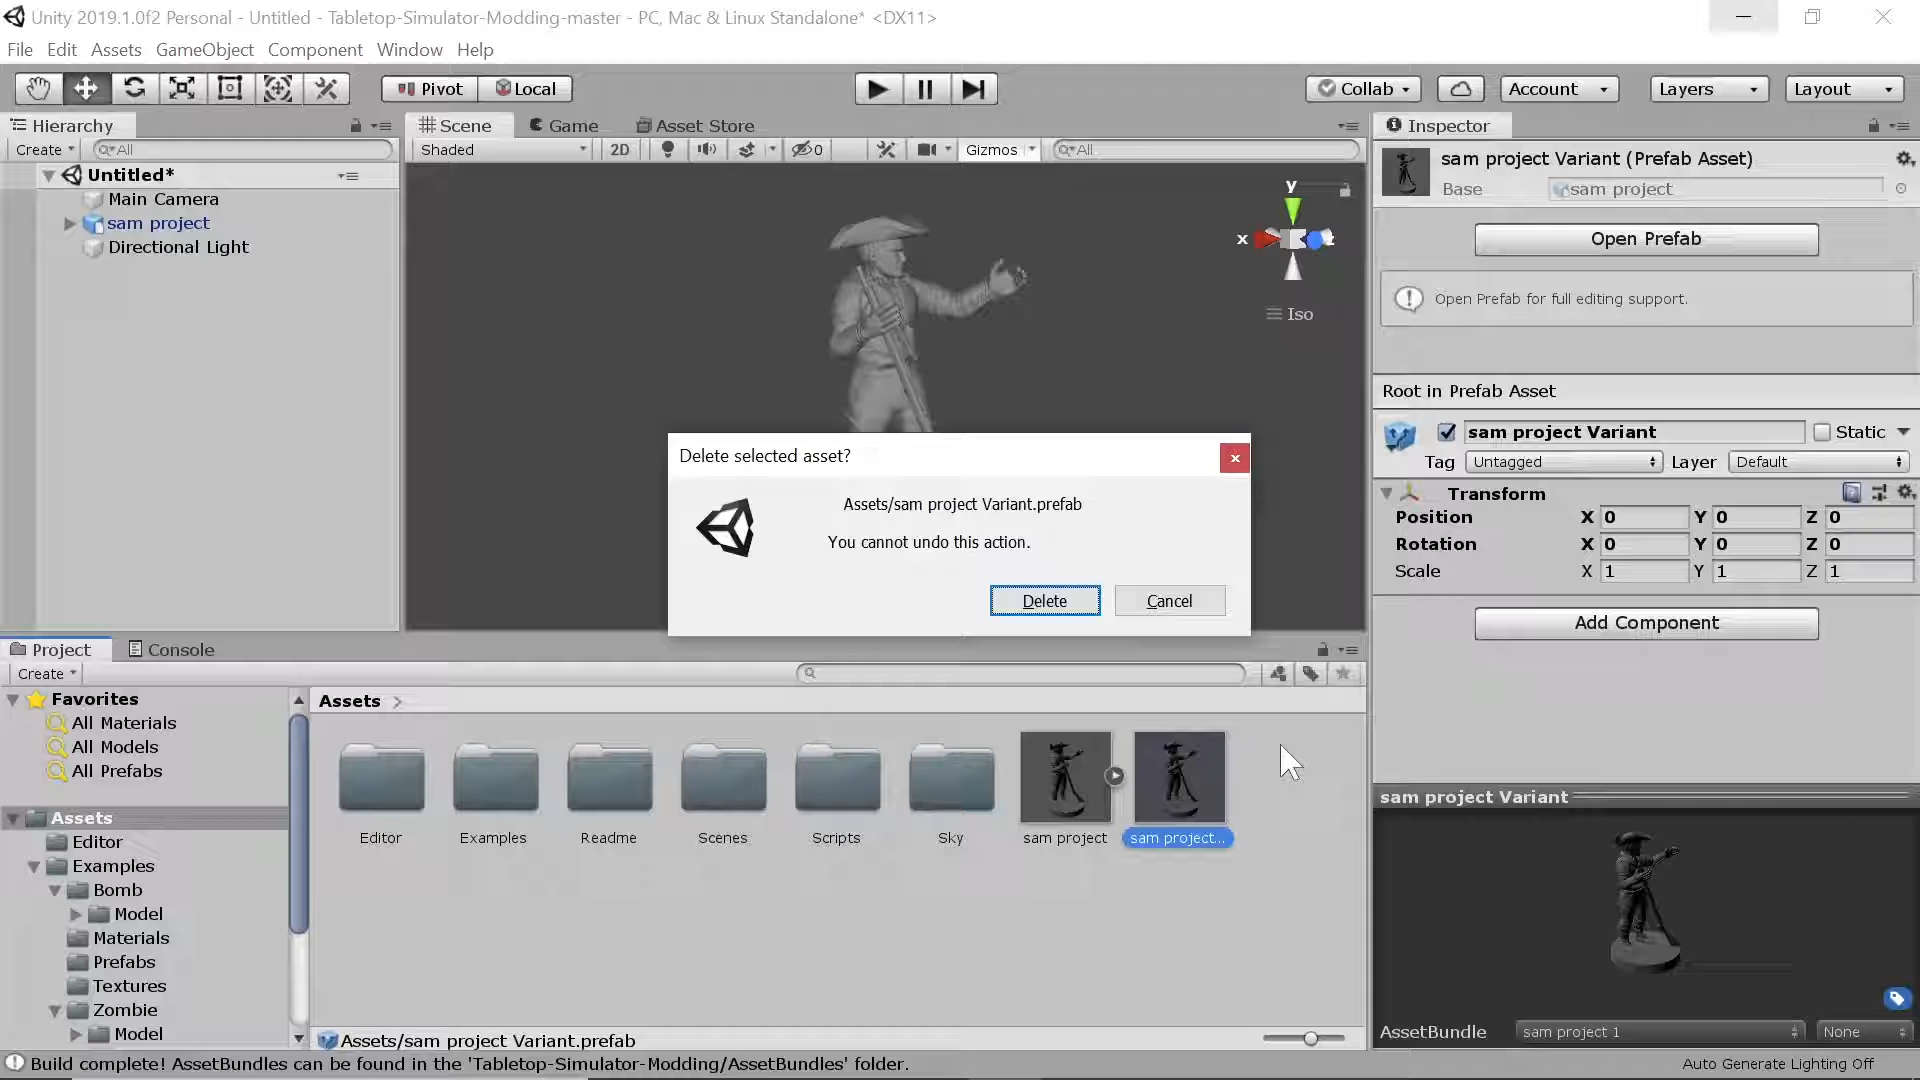 Unity 2019.1.0f2 Personal - Untitled - Tabletop-Simulator-Modding-master - PC, Mac & Linux Standalone* <DX11>
File Edit Assets GameObject Component Window Help
Pivot Local Collab Account Layers Layout
Hierarchy
Create All
Untitled*
Main Camera
sam project
Directional Light
Scene Game Asset Store
Shaded 2D 0 Gizmos All
y
x z
Iso
Inspector
sam project Variant (Prefab Asset)
Base sam project
Open Prefab
Open Prefab for full editing support.
Root in Prefab Asset
sam project Variant Static
Tag Untagged Layer Default
Transform
Position X 0 Y 0 Z 0
Rotation X 0 Y 0 Z 0
Scale X 1 Y 1 Z 1
Add Component
Delete selected asset?
Assets/sam project Variant.prefab
You cannot undo this action.
Delete Cancel
Project Console
Create
Favorites
All Materials
All Models
All Prefabs
Assets
Editor
Examples
Bomb
Model
Materials
Prefabs
Textures
Zombie
Model
Assets
Editor Examples Readme Scenes Scripts Sky sam project sam project...
Assets/sam project Variant.prefab
sam project Variant
AssetBundle sam project 1 None
Build complete! AssetBundles can be found in the 'Tabletop-Simulator-Modding/AssetBundles' folder.
Auto Generate Lighting Off